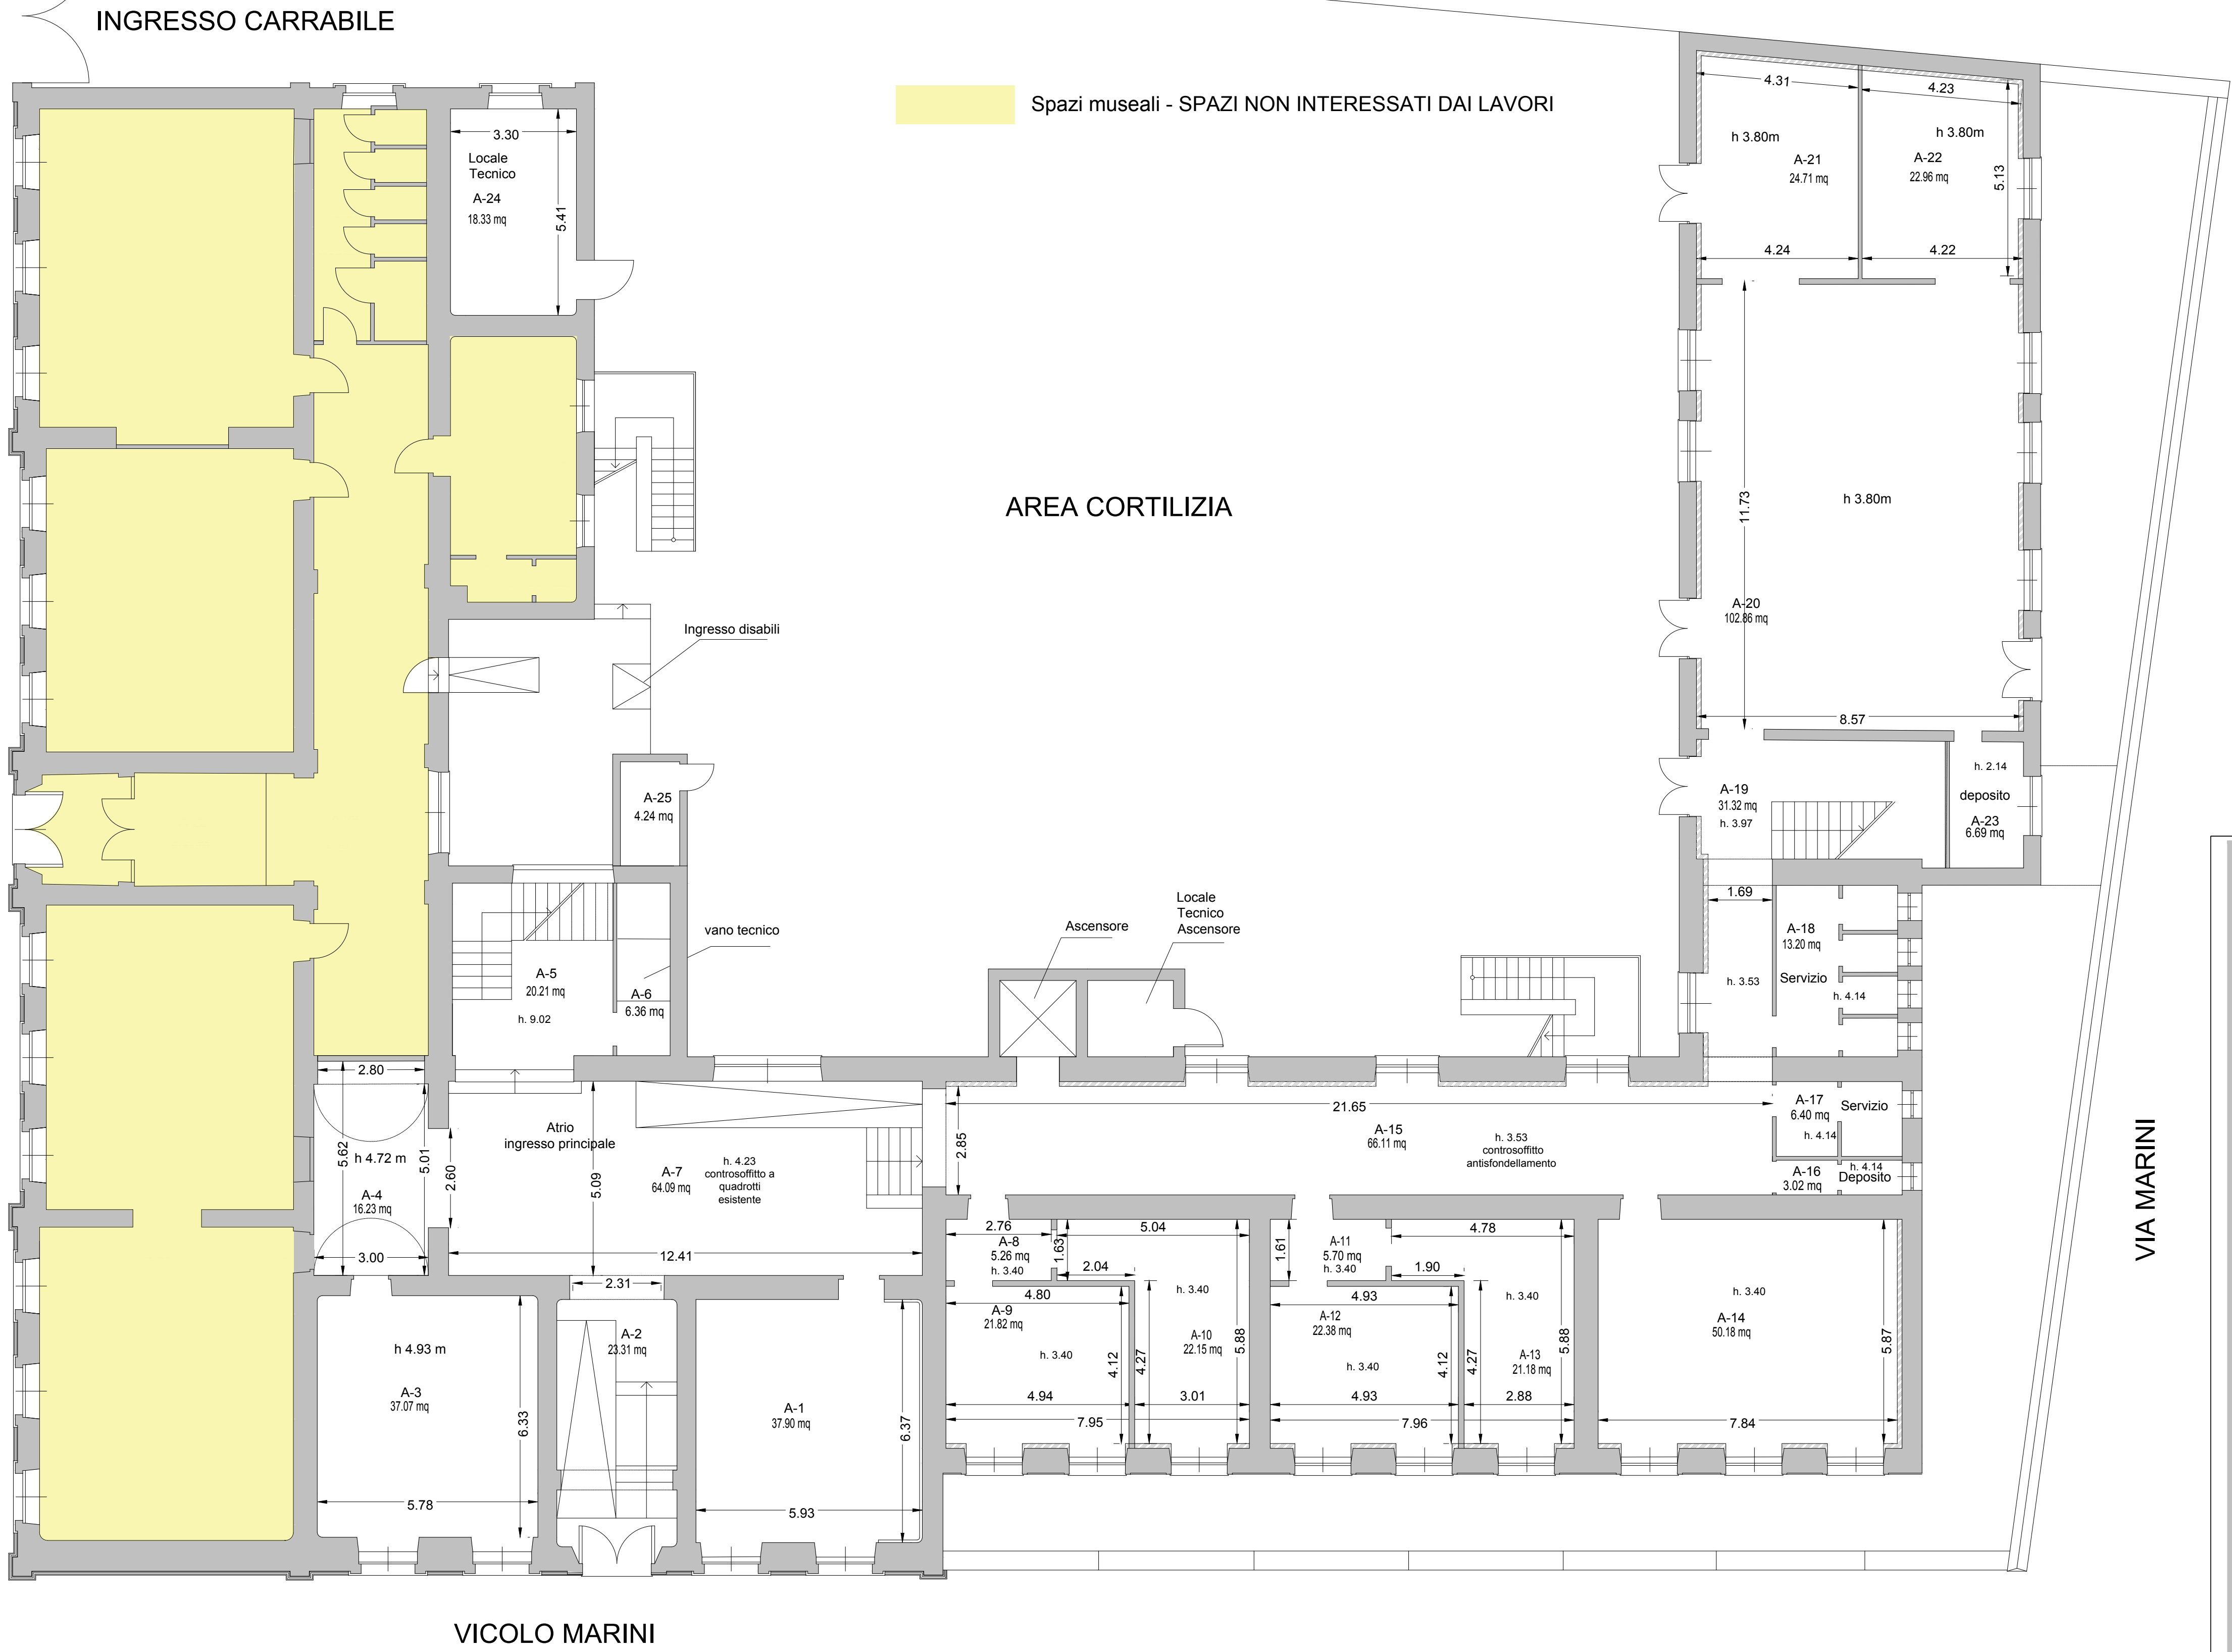 INGRESSO CARRABILE
Spazi museali - SPAZI NON INTERESSATI DAI LAVORI
3.30
Locale
Tecnico
A-24
18.33 mq
5.41
4.31
4.23
h 3.80m
A-21
24.71 mq
h 3.80m
A-22
22.96 mq
5.13
4.24
4.22
AREA CORTILIZIA
11.73
h 3.80m
A-20
102.86 mq
8.57
Ingresso disabili
A-25
4.24 mq
A-19
31.32 mq
h. 3.97
h. 2.14
deposito
A-23
6.69 mq
vano tecnico
A-5
20.21 mq
h. 9.02
A-6
6.36 mq
Ascensore
Locale
Tecnico
Ascensore
1.69
h. 3.53
A-18
13.20 mq
Servizio
h. 4.14
2.80
5.62
5.01
h 4.72 m
A-4
16.23 mq
3.00
2.60
Atrio
ingresso principale
5.09
A-7
64.09 mq
h. 4.23
controsoffitto a
quadrotti
esistente
12.41
2.85
21.65
A-15
66.11 mq
h. 3.53
controsoffitto
antisfondellamento
A-17
6.40 mq
Servizio
h. 4.14
A-16
3.02 mq
h. 4.14
Deposito
VIA MARINI
2.31
h 4.93 m
A-3
37.07 mq
6.33
5.78
A-2
23.31 mq
A-1
37.90 mq
6.37
5.93
2.76
A-8
5.26 mq
h. 3.40
1.63
5.04
2.04
h. 3.40
4.80
A-9
21.82 mq
h. 3.40
4.12
4.27
A-10
22.15 mq
5.88
4.94
3.01
7.95
1.61
A-11
5.70 mq
h. 3.40
4.78
1.90
h. 3.40
4.93
A-12
22.38 mq
h. 3.40
4.12
4.27
A-13
21.18 mq
5.88
4.93
2.88
7.96
h. 3.40
A-14
50.18 mq
5.87
7.84
VICOLO MARINI